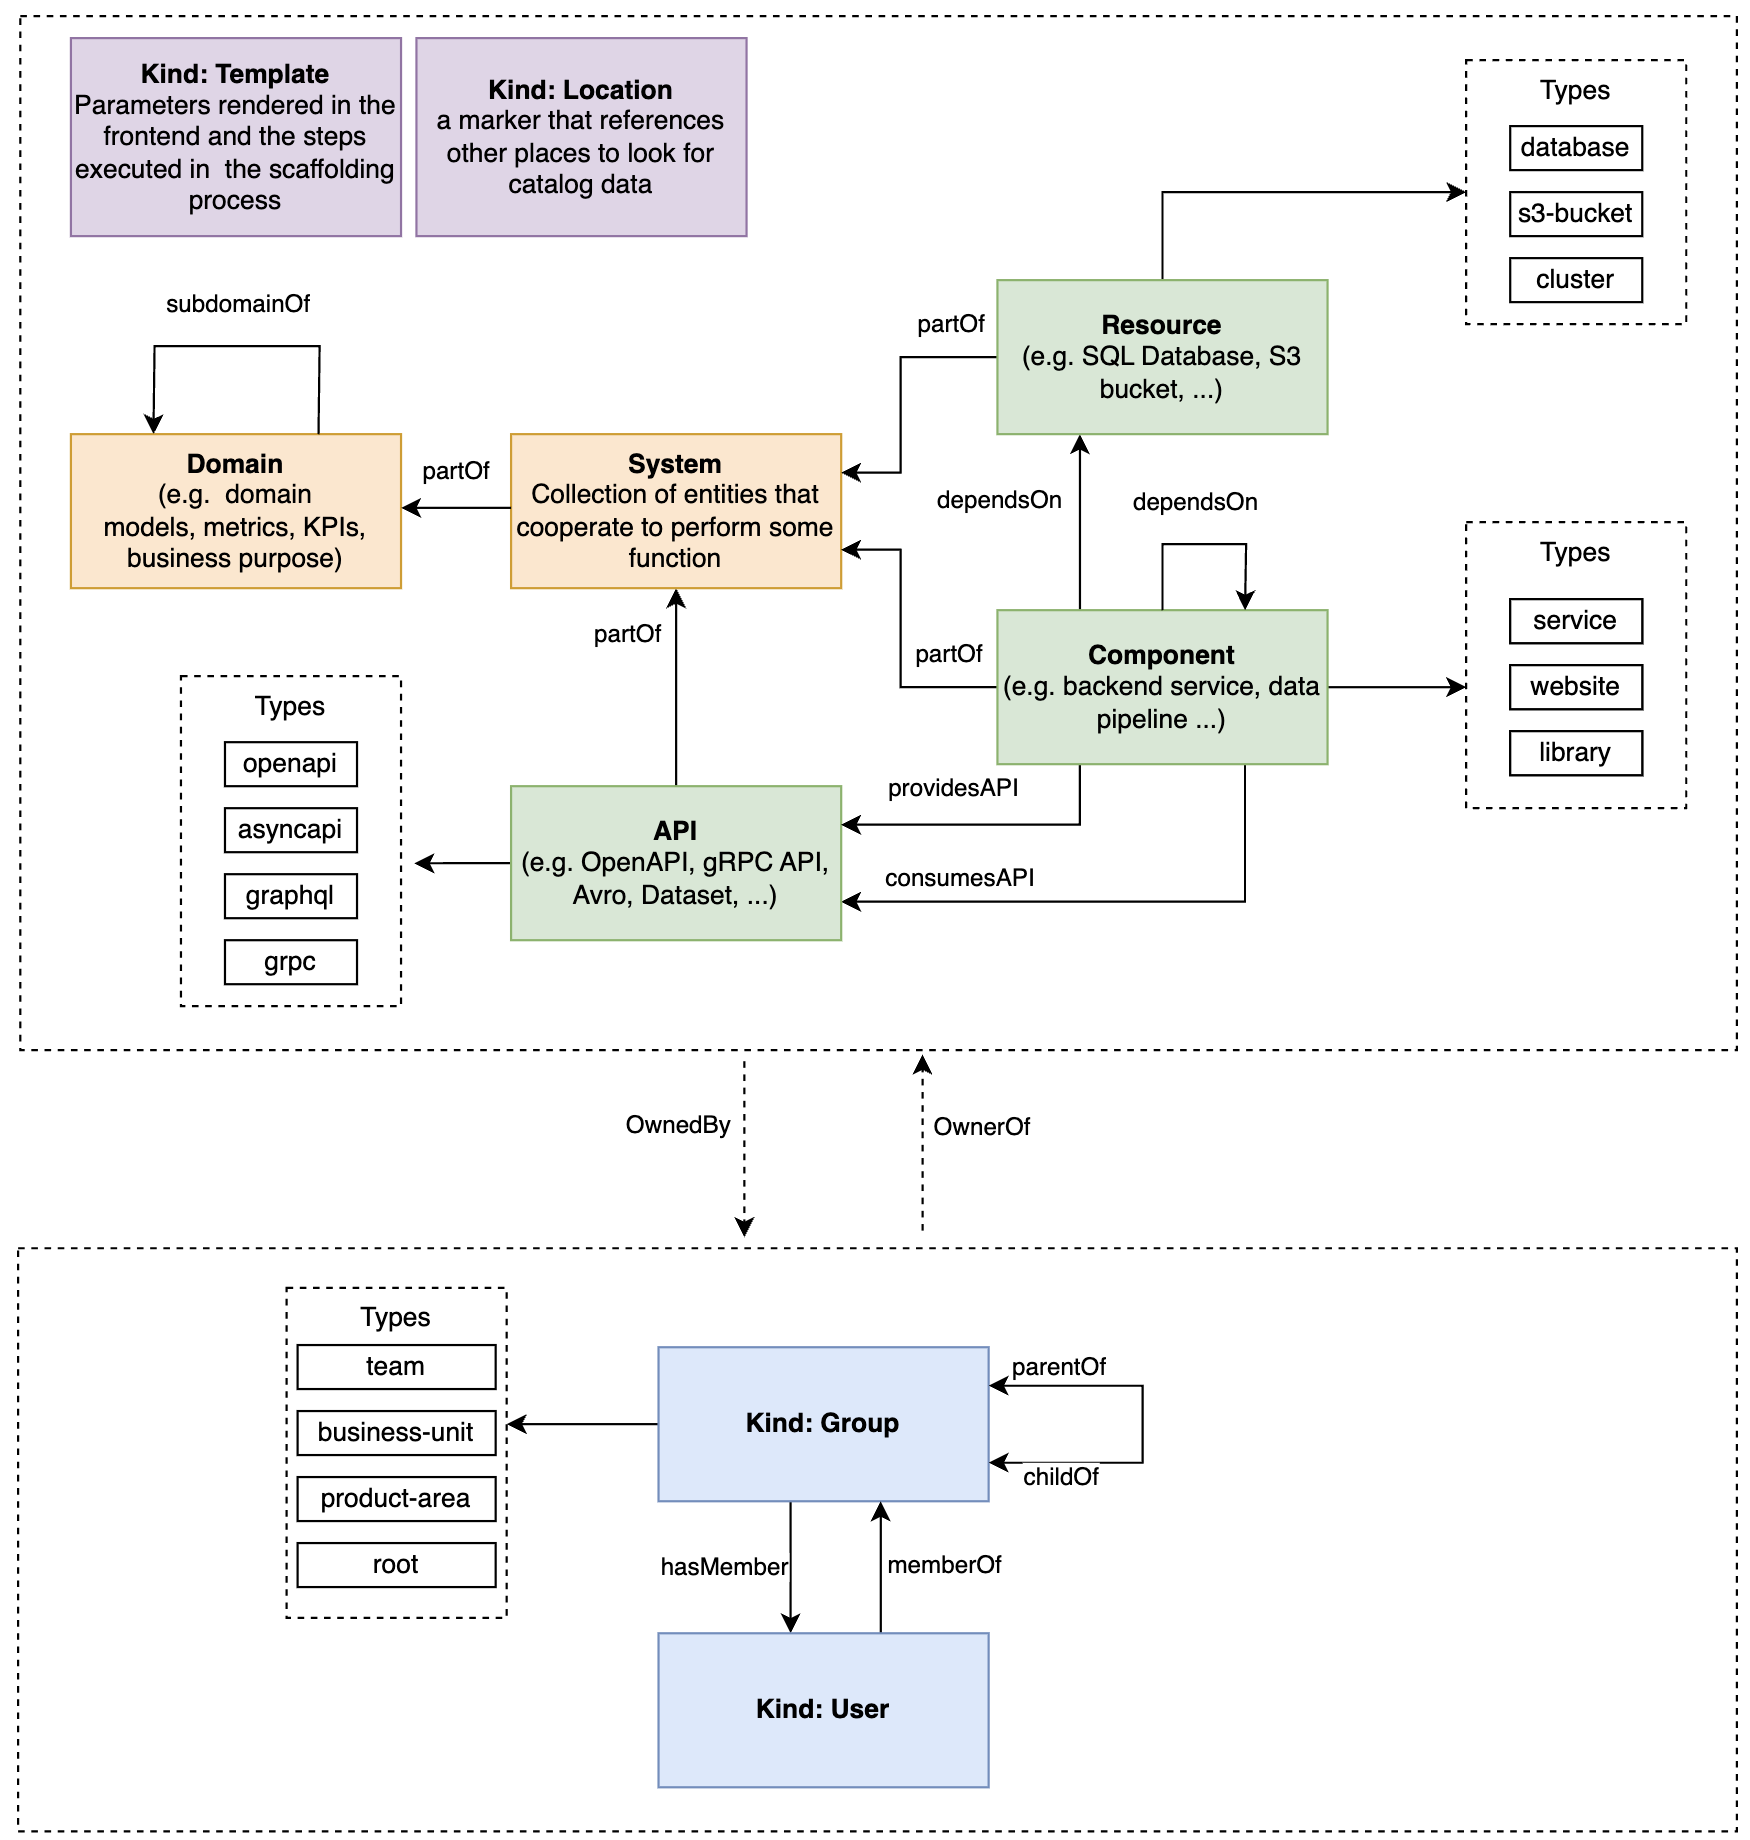 Kind: Template
Parameters rendered in the
frontend and the steps
executed in  the scaffolding
process
Kind: Location
a marker that references
other places to look for
catalog data
Types
database
s3-bucket
cluster
subdomainOf
partOf
Resource
(e.g. SQL Database, S3
bucket, ...)
Domain
(e.g.  domain
models, metrics, KPIs,
business purpose)
partOf
System
Collection of entities that
cooperate to perform some
function
dependsOn
dependsOn
Types
service
website
library
partOf
partOf
Component
(e.g. backend service, data
pipeline ...)
Types
openapi
asyncapi
graphql
grpc
API
(e.g. OpenAPI, gRPC API,
Avro, Dataset, ...)
providesAPI
consumesAPI
OwnedBy
OwnerOf
Types
team
business-unit
product-area
root
Kind: Group
parentOf
childOf
hasMember
memberOf
Kind: User